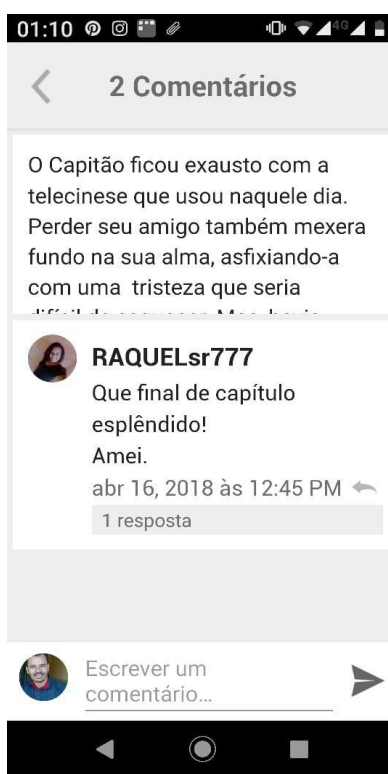 01:10
4G
2 Comentários
O Capitão ficou exausto com a
telecinese que usou naquele dia.
Perder seu amigo também mexera
fundo na sua alma, asfixiando-a
com uma  tristeza que seria
RAQUELsr777
Que final de capítulo
esplêndido!
Amei.
abr 16, 2018 às 12:45 PM
1 resposta
Escrever um
comentário...